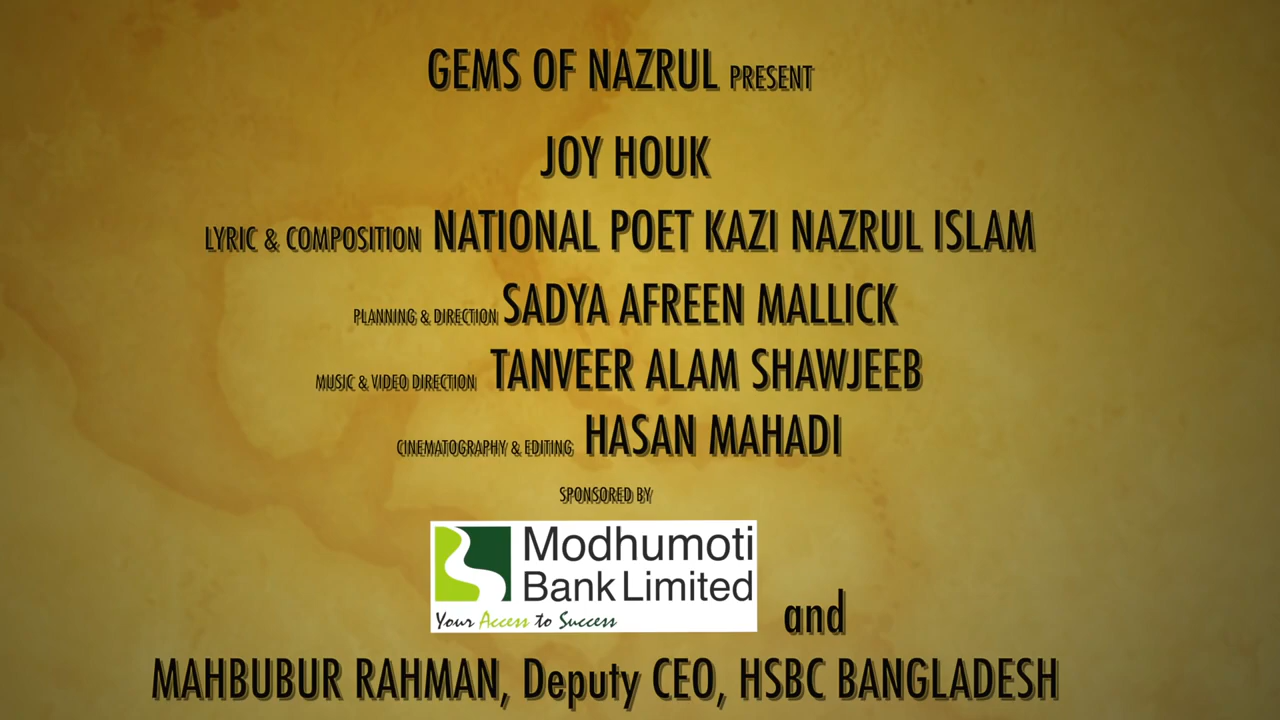 GEMS OF NAZRUL PRESENT
JOY HOUK
LYRIC & COMPOSITION NATIONAL POET KAZI NAZRUL ISLAM
PLANNING & DIRECTION SADYA AFREEN MALLICK
MUSIC & VIDEO DIRECTION TANVEER ALAM SHAWJEEB
CINEMATOGRAPHY & EDITING HASAN MAHADI
SPONSORED BY
Modhumoti
Bank Limited
Your Access to Success
and
MAHBUBUR RAHMAN, Deputy CEO, HSBC BANGLADESH